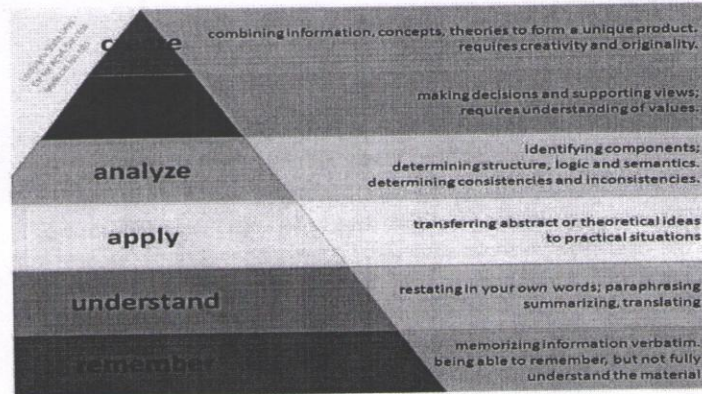 create
combining information, concepts, theories to form a unique product.
requires creativity and originality.
making decisions and supporting views;
requires understanding of values.
analyze
identifying components;
determining structure, logic and semantics.
determining consistencies and inconsistencies.
apply
transferring abstract or theoretical ideas
to practical situations
understand
restating in your own words; paraphrasing
summarizing, translating
remember
memorizing information verbatim.
being able to remember, but not fully
understand the material